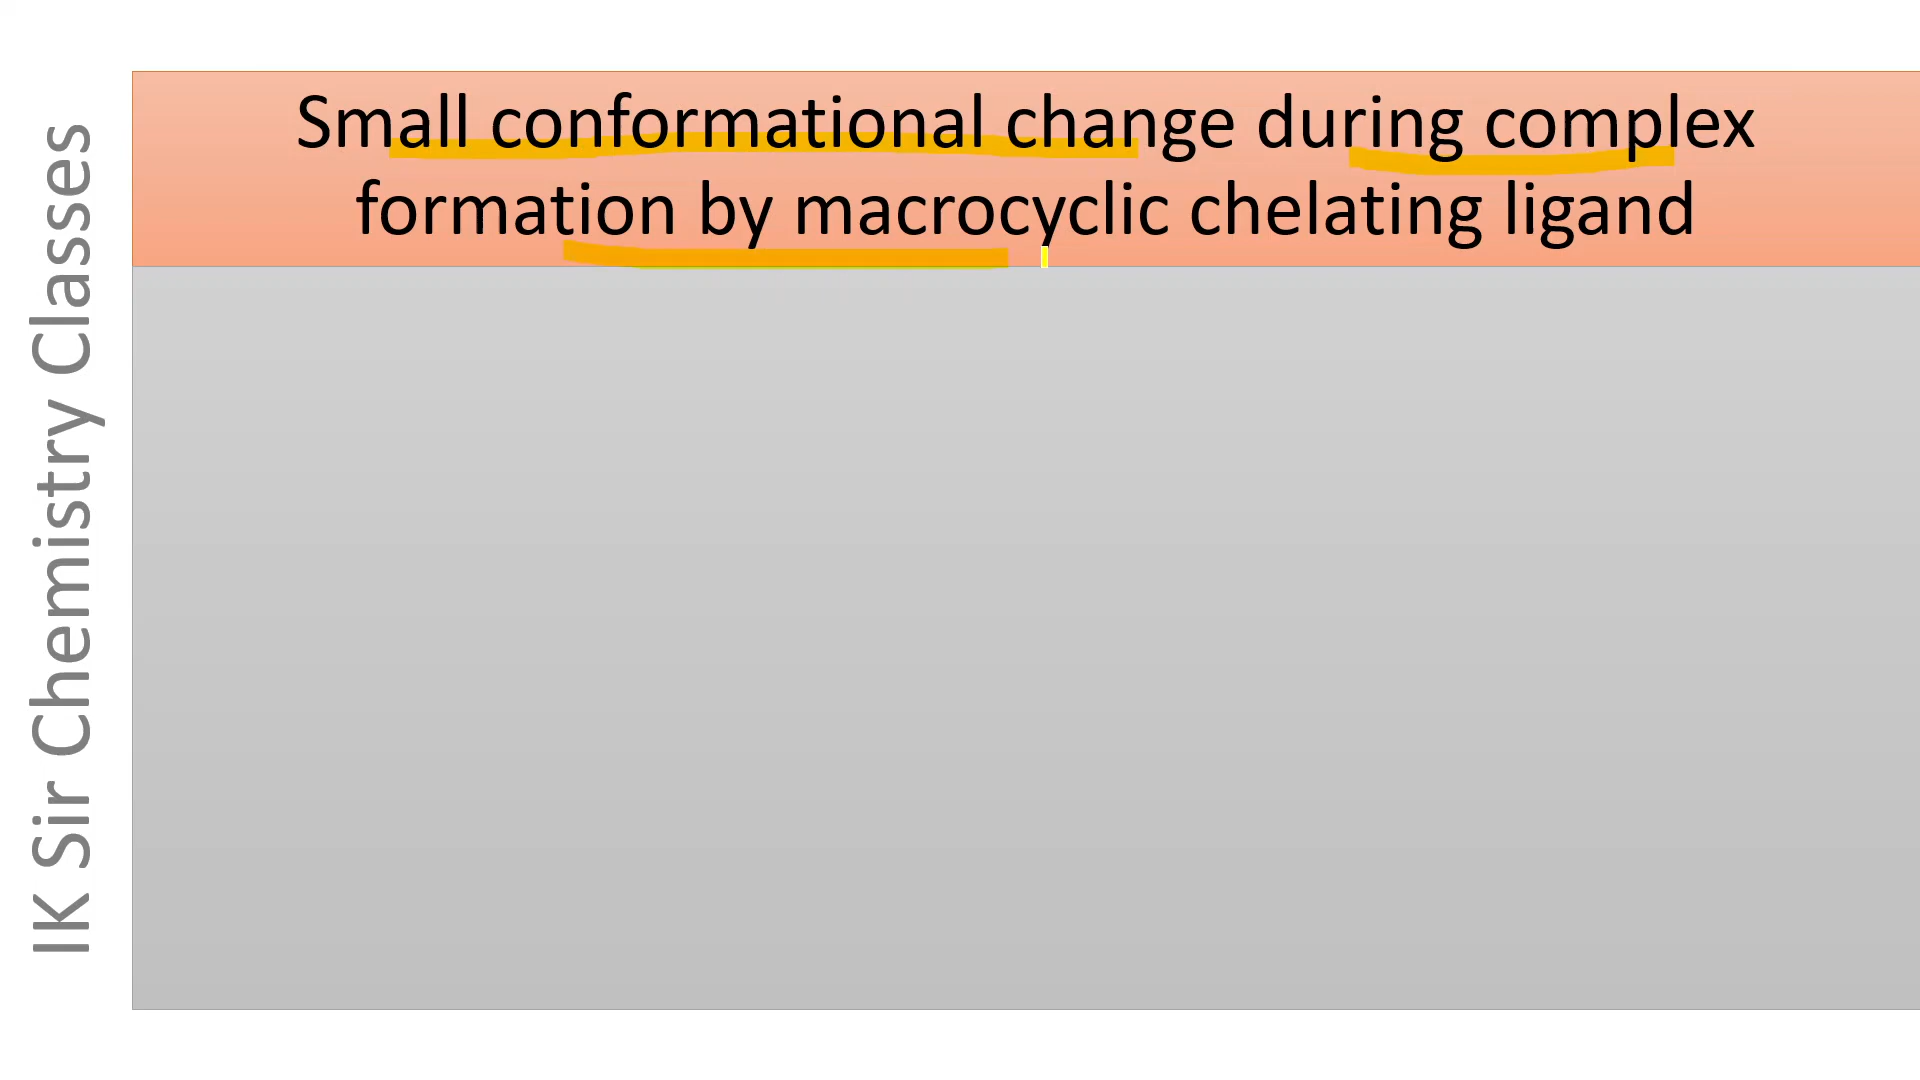 IK Sir Chemistry Classes
Small conformational change during complex
formation by macrocyclic chelating ligand